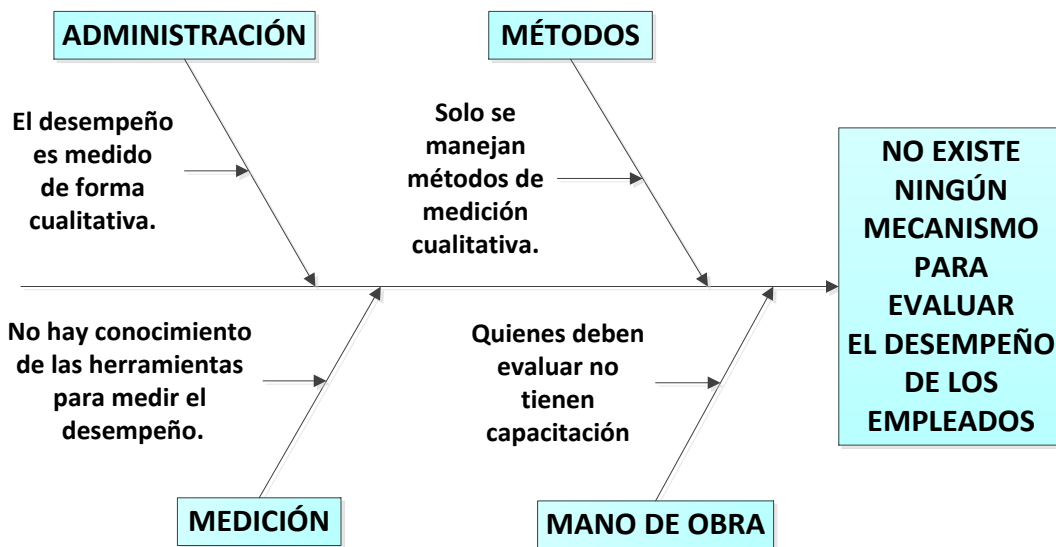 ADMINISTRACIÓN
MÉTODOS
El desempeño
es medido
de forma
cualitativa.
Solo se
manejan
métodos de
medición
cualitativa.
NO EXISTE
NINGÚN
MECANISMO
PARA
EVALUAR
EL DESEMPEÑO
DE LOS
EMPLEADOS
No hay conocimiento
de las herramientas
para medir el
desempeño.
Quienes deben
evaluar no
tienen
capacitación
MEDICIÓN
MANO DE OBRA